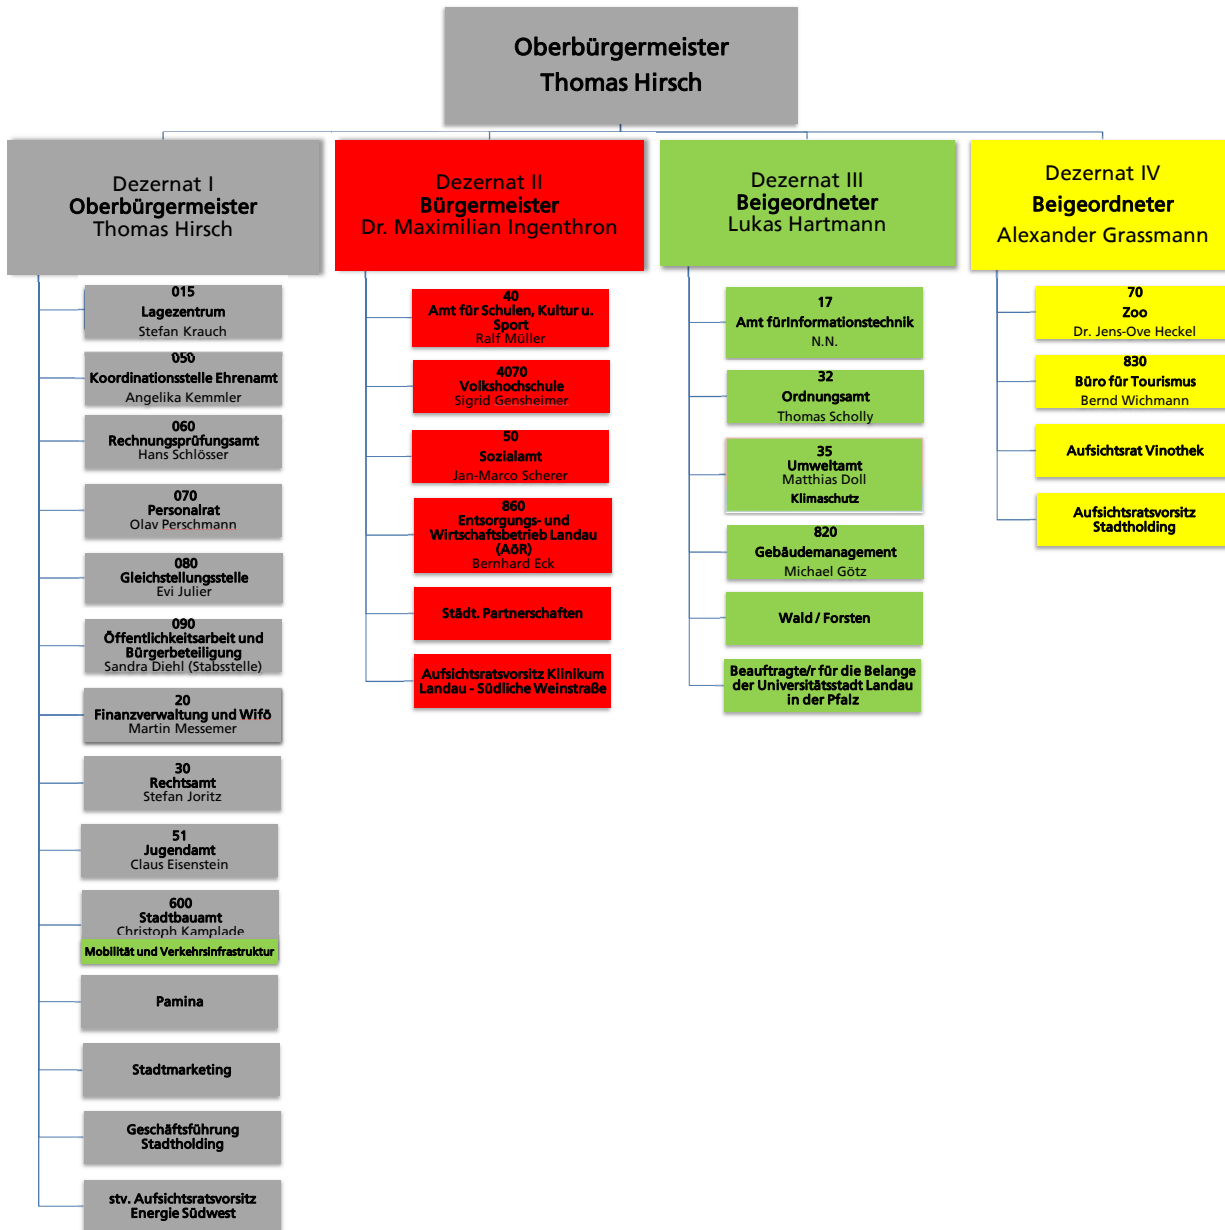 Oberbürgermeister
Thomas Hirsch
Dezernat I
Oberbürgermeister
Thomas Hirsch
015
Lagezentrum
Stefan Krauch
050
Koordinationsstelle Ehrenamt
Angelika Kemmler
060
Rechnungsprüfungsamt
Hans Schlösser
070
Personalrat
Olav Perschmann
080
Gleichstellungsstelle
Evi Julier
090
Öffentlichkeitsarbeit und
Bürgerbeteiligung
Sandra Diehl (Stabsstelle)
20
Finanzverwaltung und Wifö
Martin Messemer
30
Rechtsamt
Stefan Joritz
51
Jugendamt
Claus Eisenstein
600
Stadtbauamt
Christoph Kamplade
Mobilität und Verkehrsinfrastruktur
Pamina
Stadtmarketing
Geschäftsführung
Stadtholding
stv. Aufsichtsratsvorsitz
Energie Südwest
Dezernat II
Bürgermeister
Dr. Maximilian Ingenthron
40
Amt für Schulen, Kultur u.
Sport
Ralf Müller
4070
Volkshochschule
Sigrid Gensheimer
50
Sozialamt
Jan-Marco Scherer
860
Entsorgungs- und
Wirtschaftsbetrieb Landau
(AöR)
Bernhard Eck
Städt. Partnerschaften
Aufsichtsratsvorsitz Klinikum
Landau - Südliche Weinstraße
Dezernat III
Beigeordneter
Lukas Hartmann
17
Amt fürInformationstechnik
N.N.
32
Ordnungsamt
Thomas Scholly
35
Umweltamt
Matthias Doll
Klimaschutz
820
Gebäudemanagement
Michael Götz
Wald / Forsten
Beauftragte/r für die Belange
der Universitätsstadt Landau
in der Pfalz
Dezernat IV
Beigeordneter
Alexander Grassmann
70
Zoo
Dr. Jens-Ove Heckel
830
Büro für Tourismus
Bernd Wichmann
Aufsichtsrat Vinothek
Aufsichtsratsvorsitz
Stadtholding